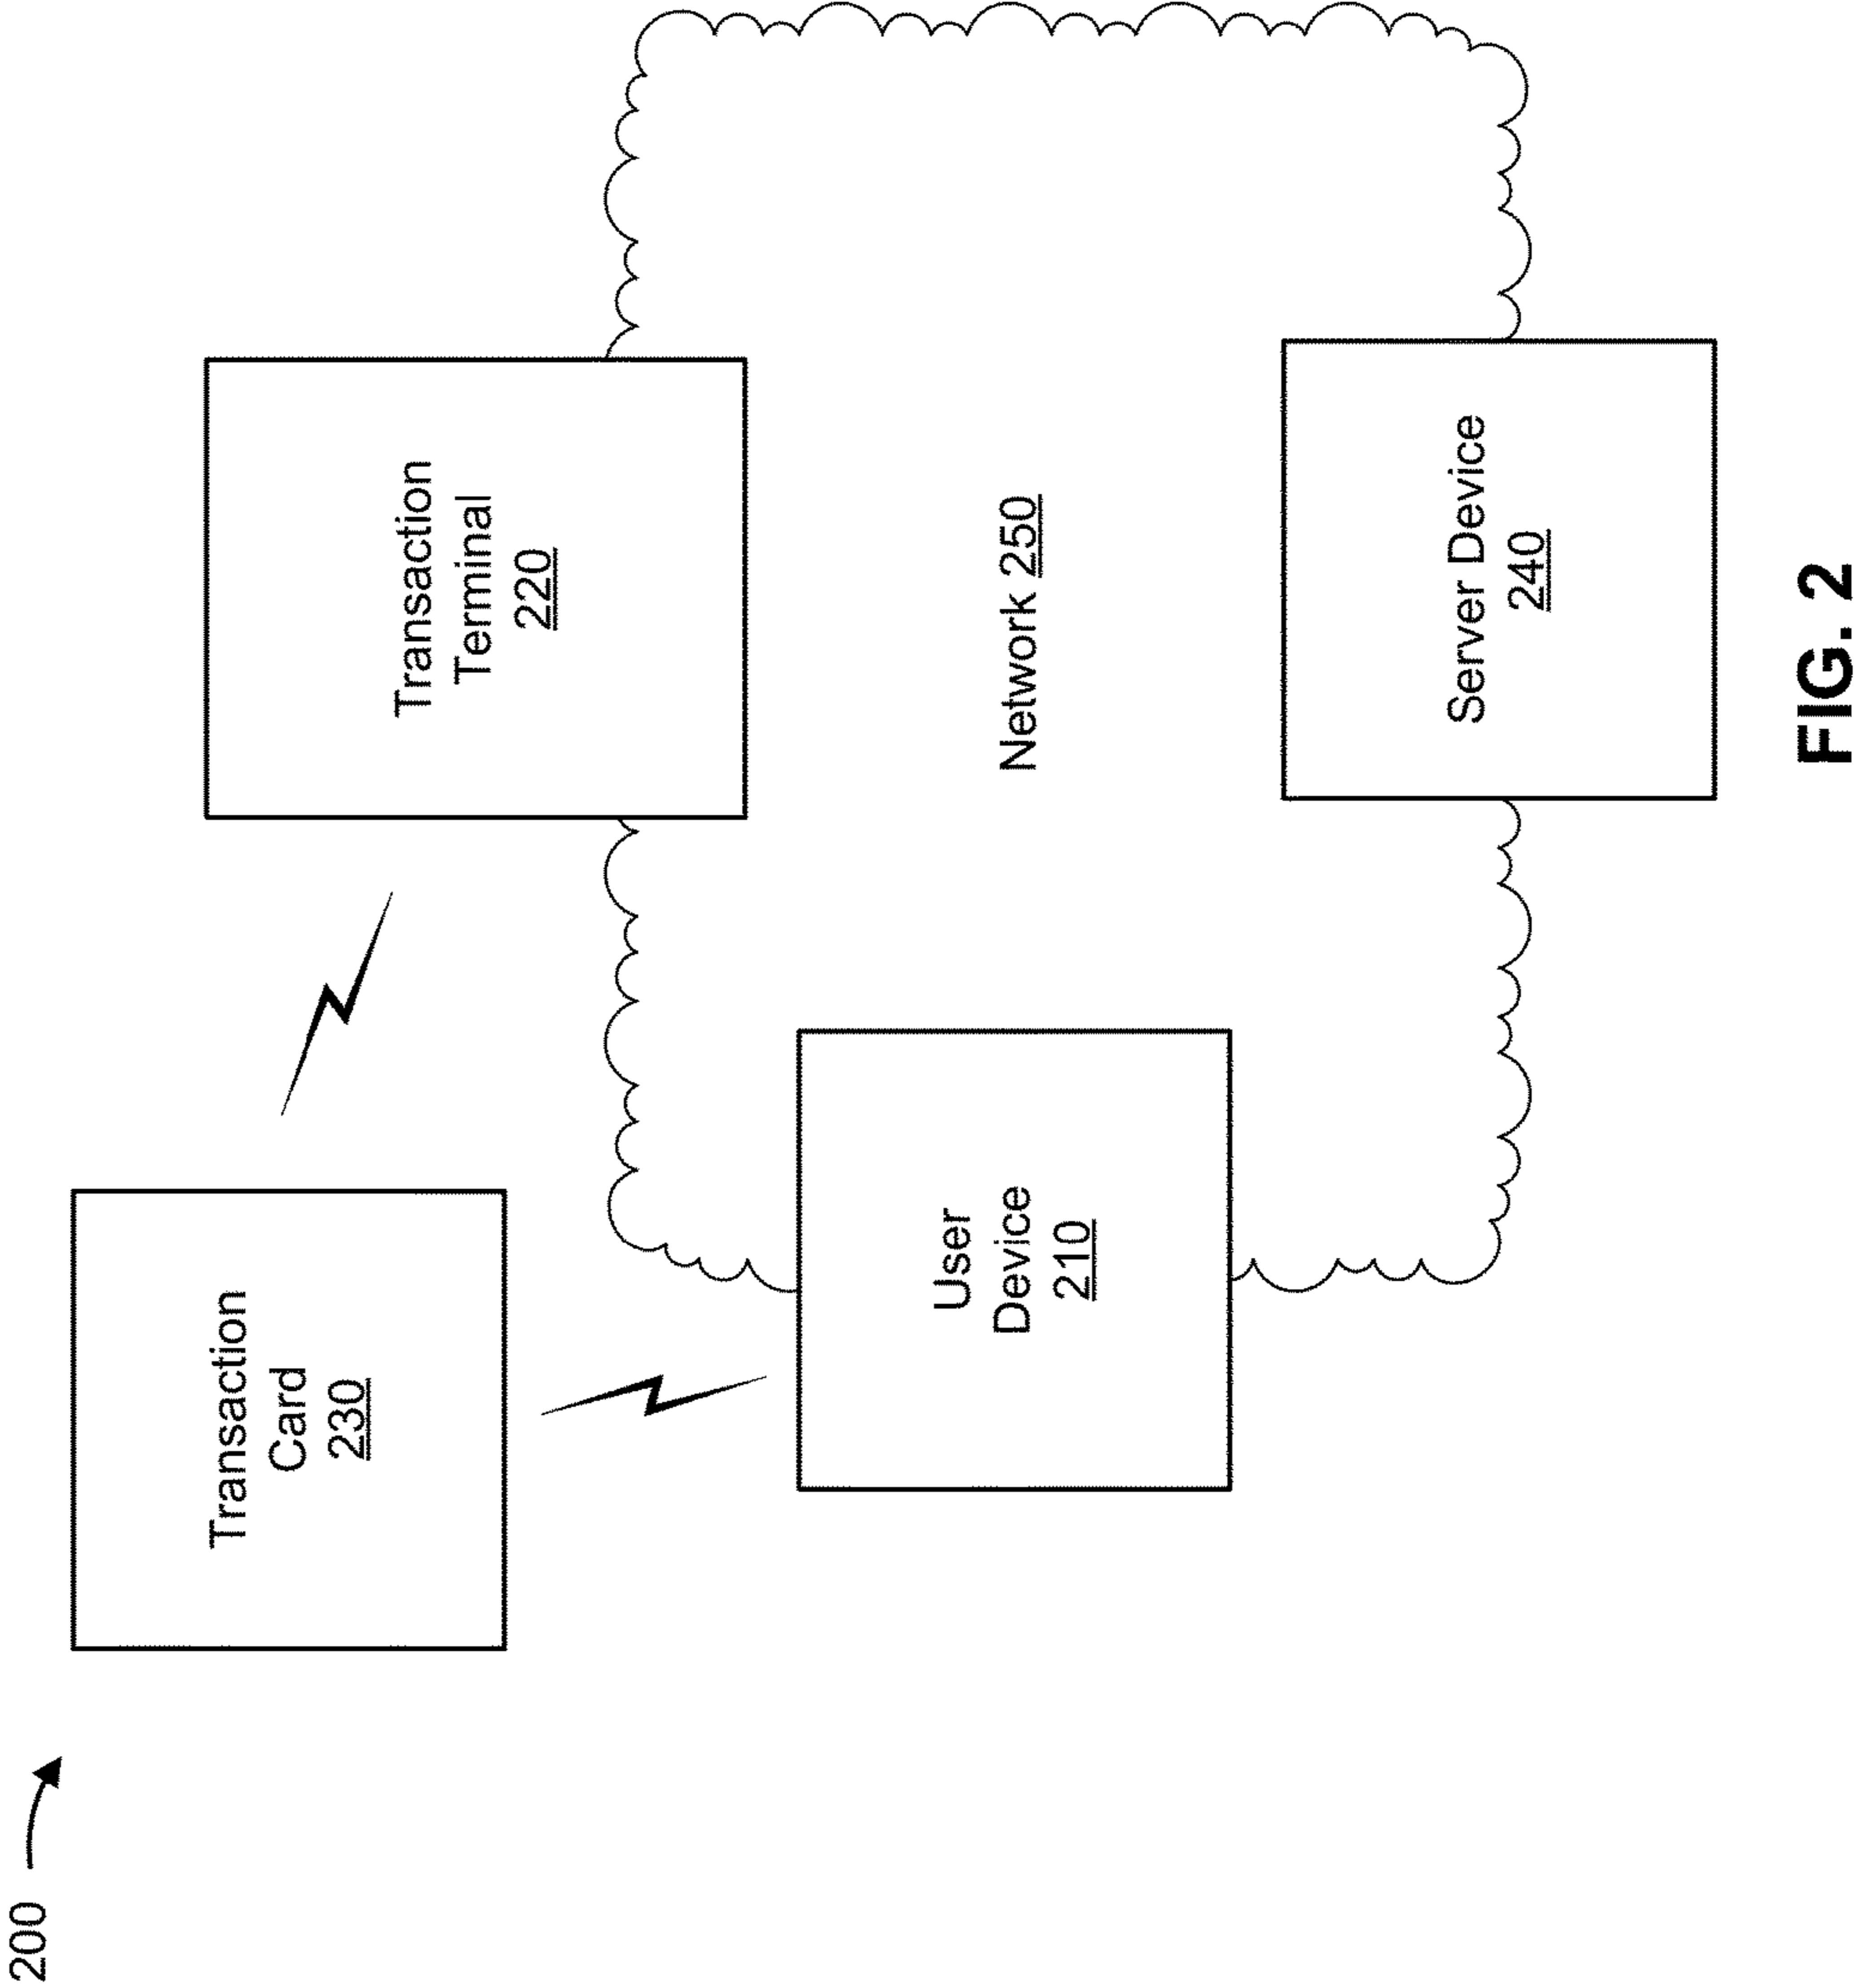 200
Transaction
Card
230
Transaction
Terminal
220
User
Device
210
Network 250
Server Device
240
FIG. 2